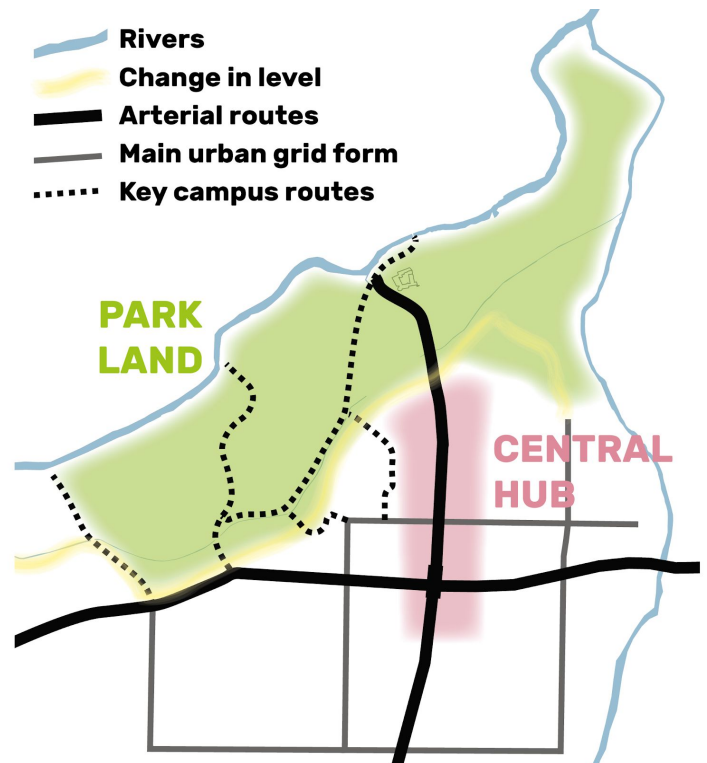 Rivers
Change in level
Arterial routes
Main urban grid form
Key campus routes
PARK
LAND
CENTRAL
HUB